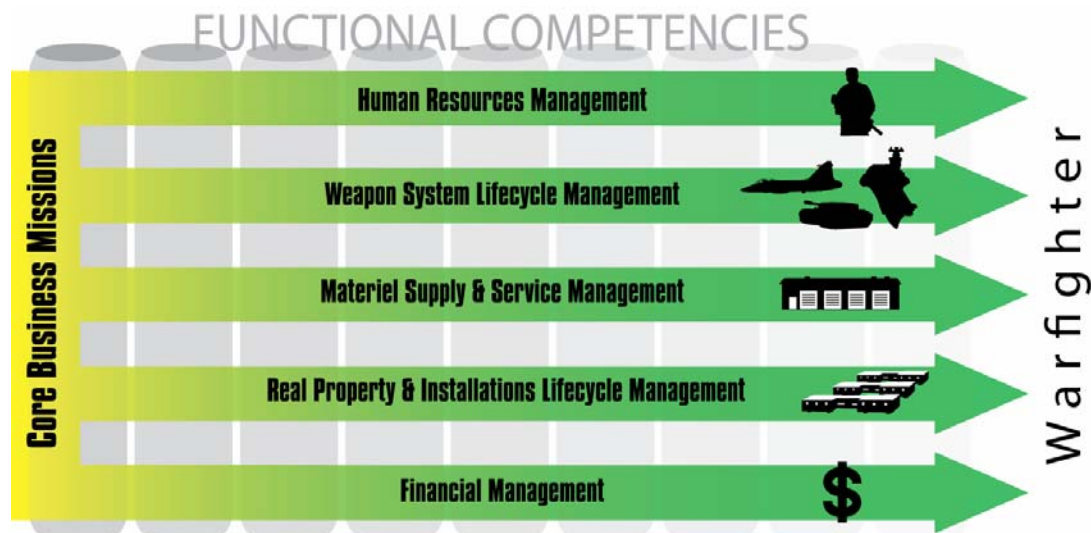 FUNCTIONAL COMPETENCIES
Core Business Missions
Human Resources Management
Weapon System Lifecycle Management
Materiel Supply & Service Management
Real Property & Installations Lifecycle Management
Financial Management
$
Warfighter